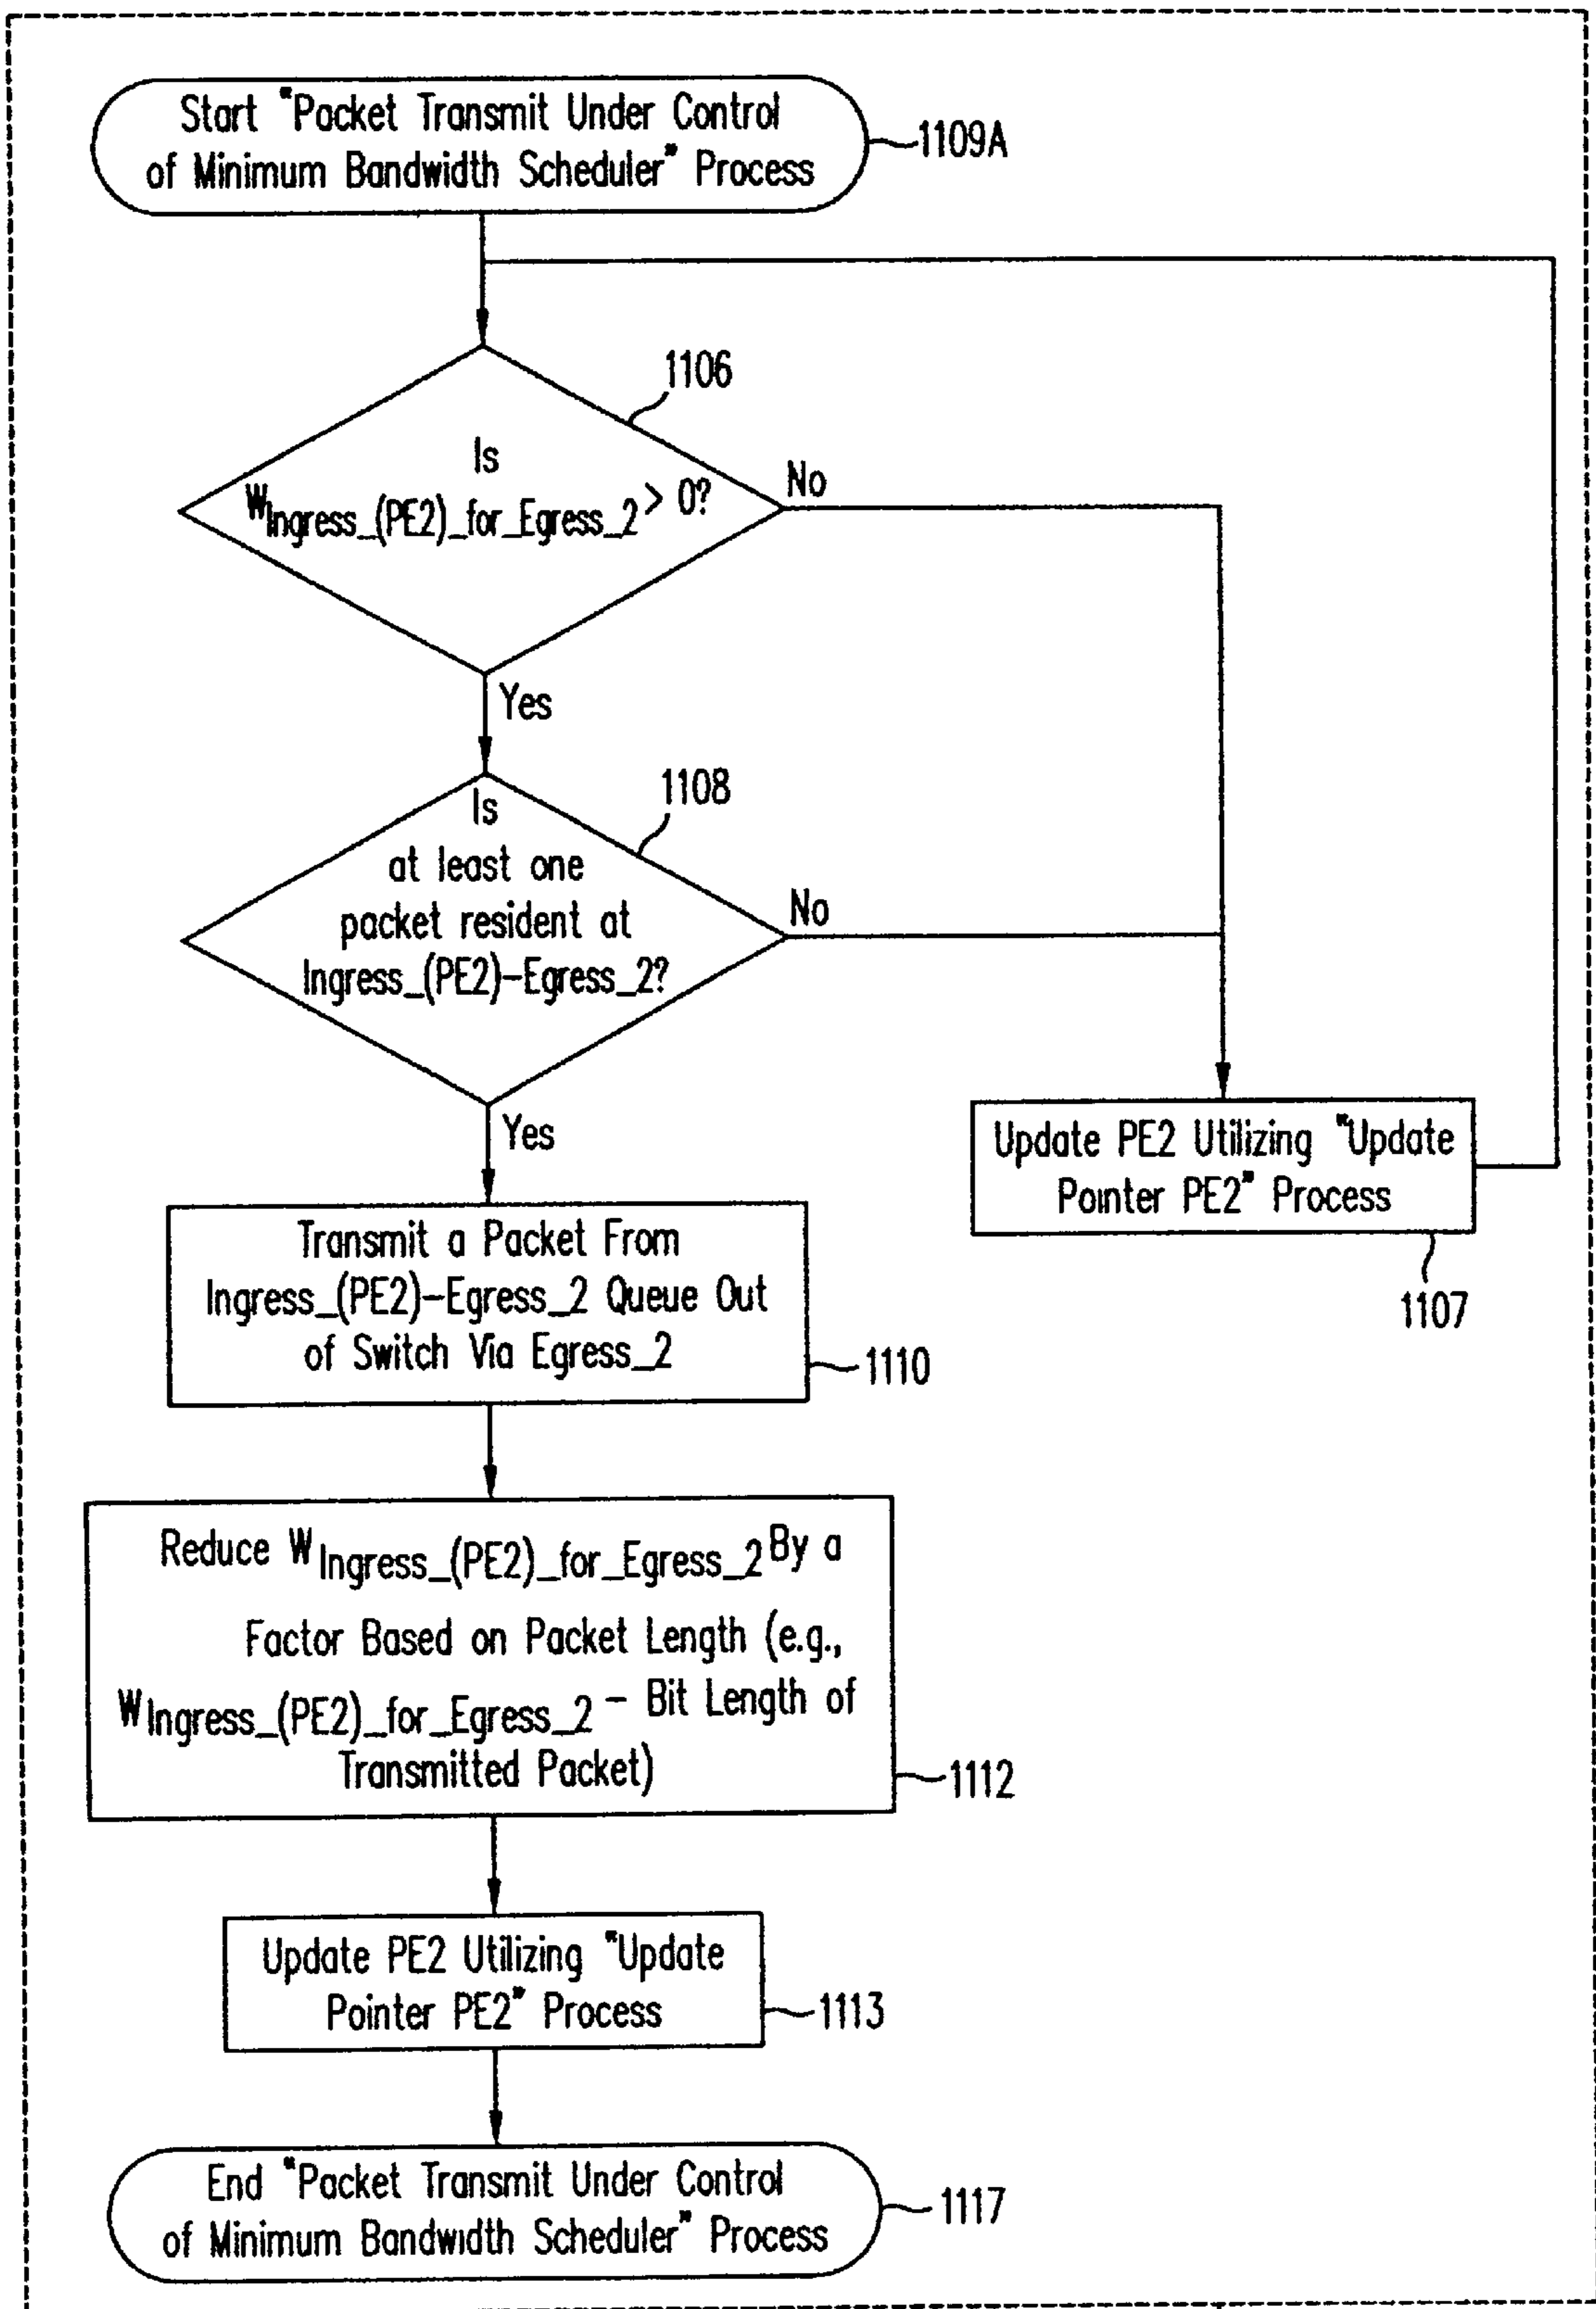 Start "Packet Transmit Under Control
of Minimum Bandwidth Scheduler" Process
1109A
1106
Is
WIngress_(PE2)_for_Egress_2 > 0?
No
Yes
1108
Is
at least one
packet resident at
Ingress_(PE2)-Egress_2?
No
Yes
Update PE2 Utilizing "Update
Pointer PE2" Process
1107
Transmit a Packet From
Ingress_(PE2)-Egress_2 Queue Out
of Switch Via Egress_2
1110
Reduce W Ingress_(PE2)_for_Egress_2 By a
Factor Based on Packet Length (e.g.,
W Ingress_(PE2)_for_Egress_2 - Bit Length of
Transmitted Packet)
1112
Update PE2 Utilizing "Update
Pointer PE2" Process
1113
End "Packet Transmit Under Control
of Minimum Bandwidth Scheduler" Process
1117